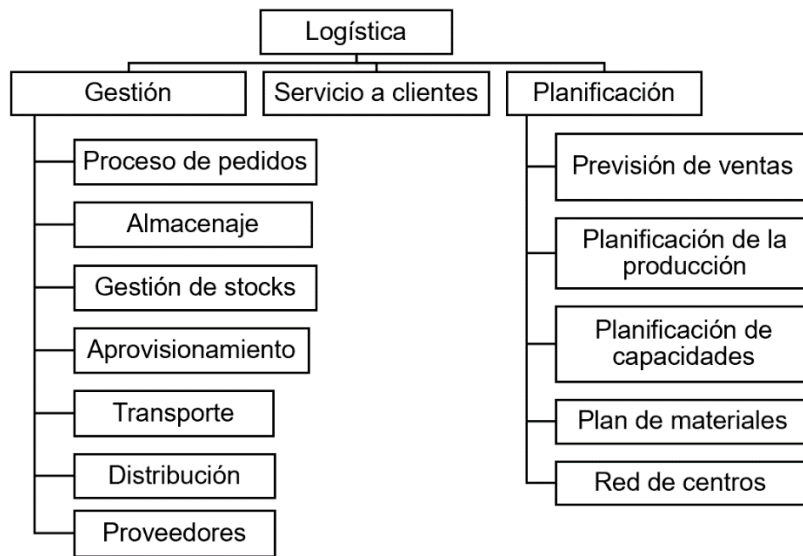 Logística
Gestión
Servicio a clientes
Planificación
Proceso de pedidos
Almacenaje
Gestión de stocks
Aprovisionamiento
Transporte
Distribución
Proveedores
Previsión de ventas
Planificación de la
producción
Planificación de
capacidades
Plan de materiales
Red de centros